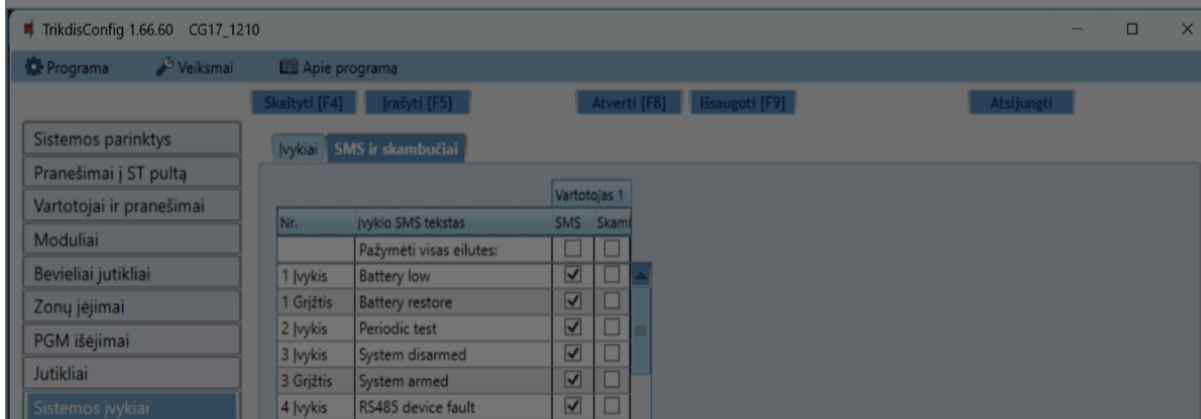 TrikdisConfig 1.66.60 CG17_1210
Programa Veiksmai Apie programą
Skaityti [F4] Įrašyti [F5] Atverti [F8] Išsaugoti [F9] Atsijungti
Sistemos parinktys
Pranešimai į ST pultą
Vartotojai ir pranešimai
Moduliai
Bevieliai jutikliai
Zonų įėjimai
PGM išėjimai
Jutikliai
Sistemos įvykiai
Įvykiai SMS ir skambučiai
Vartotojas 1
Nr. Įvykio SMS tekstas SMS Skaml
Pažymėti visas eilutes:
1 Įvykis Battery low
1 Grįžtis Battery restore
2 Įvykis Periodic test
3 Įvykis System disarmed
3 Grįžtis System armed
4 Įvykis RS485 device fault